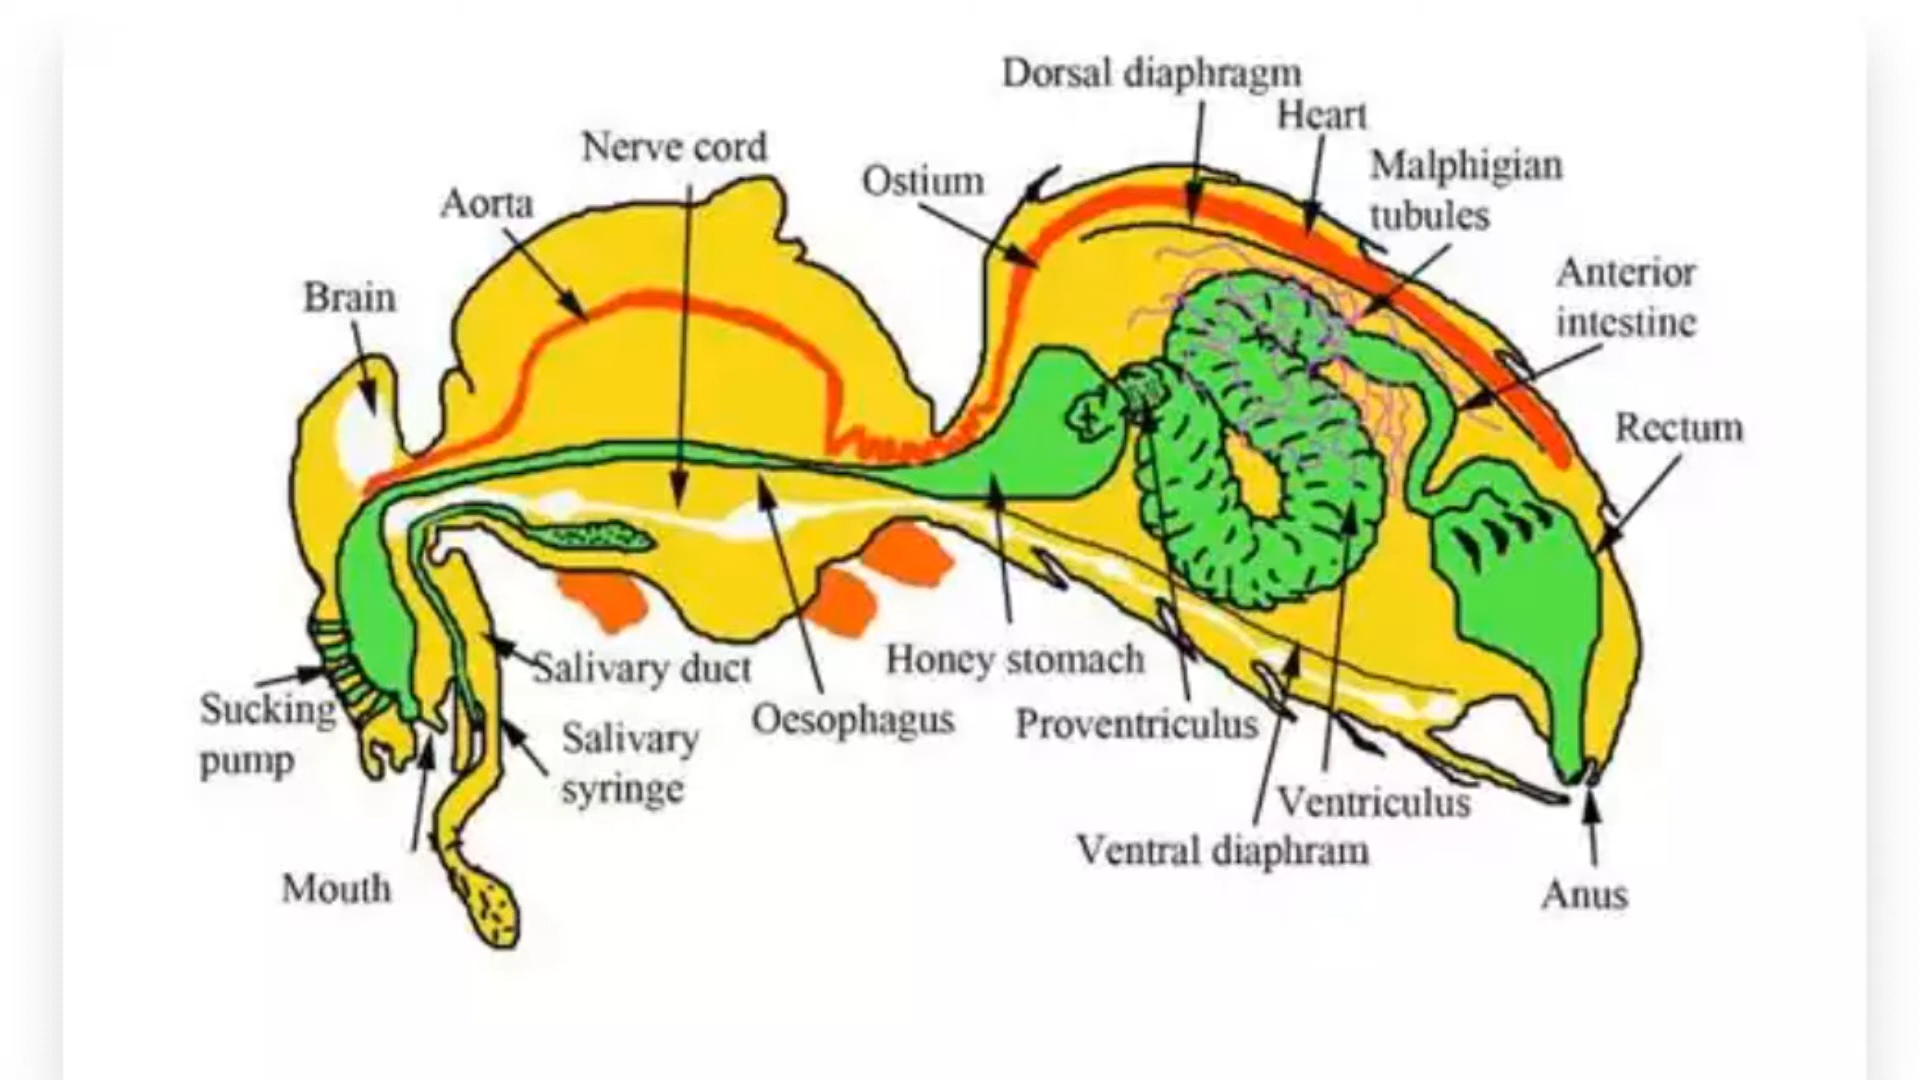 Dorsal diaphragm
Heart
Nerve cord
Malphigian
tubules
Ostium
Aorta
Anterior
intestine
Brain
Rectum
Salivary duct
Honey stomach
Sucking
pump
Oesophagus
Proventriculus
Salivary
syringe
Ventriculus
Ventral diaphram
Mouth
Anus